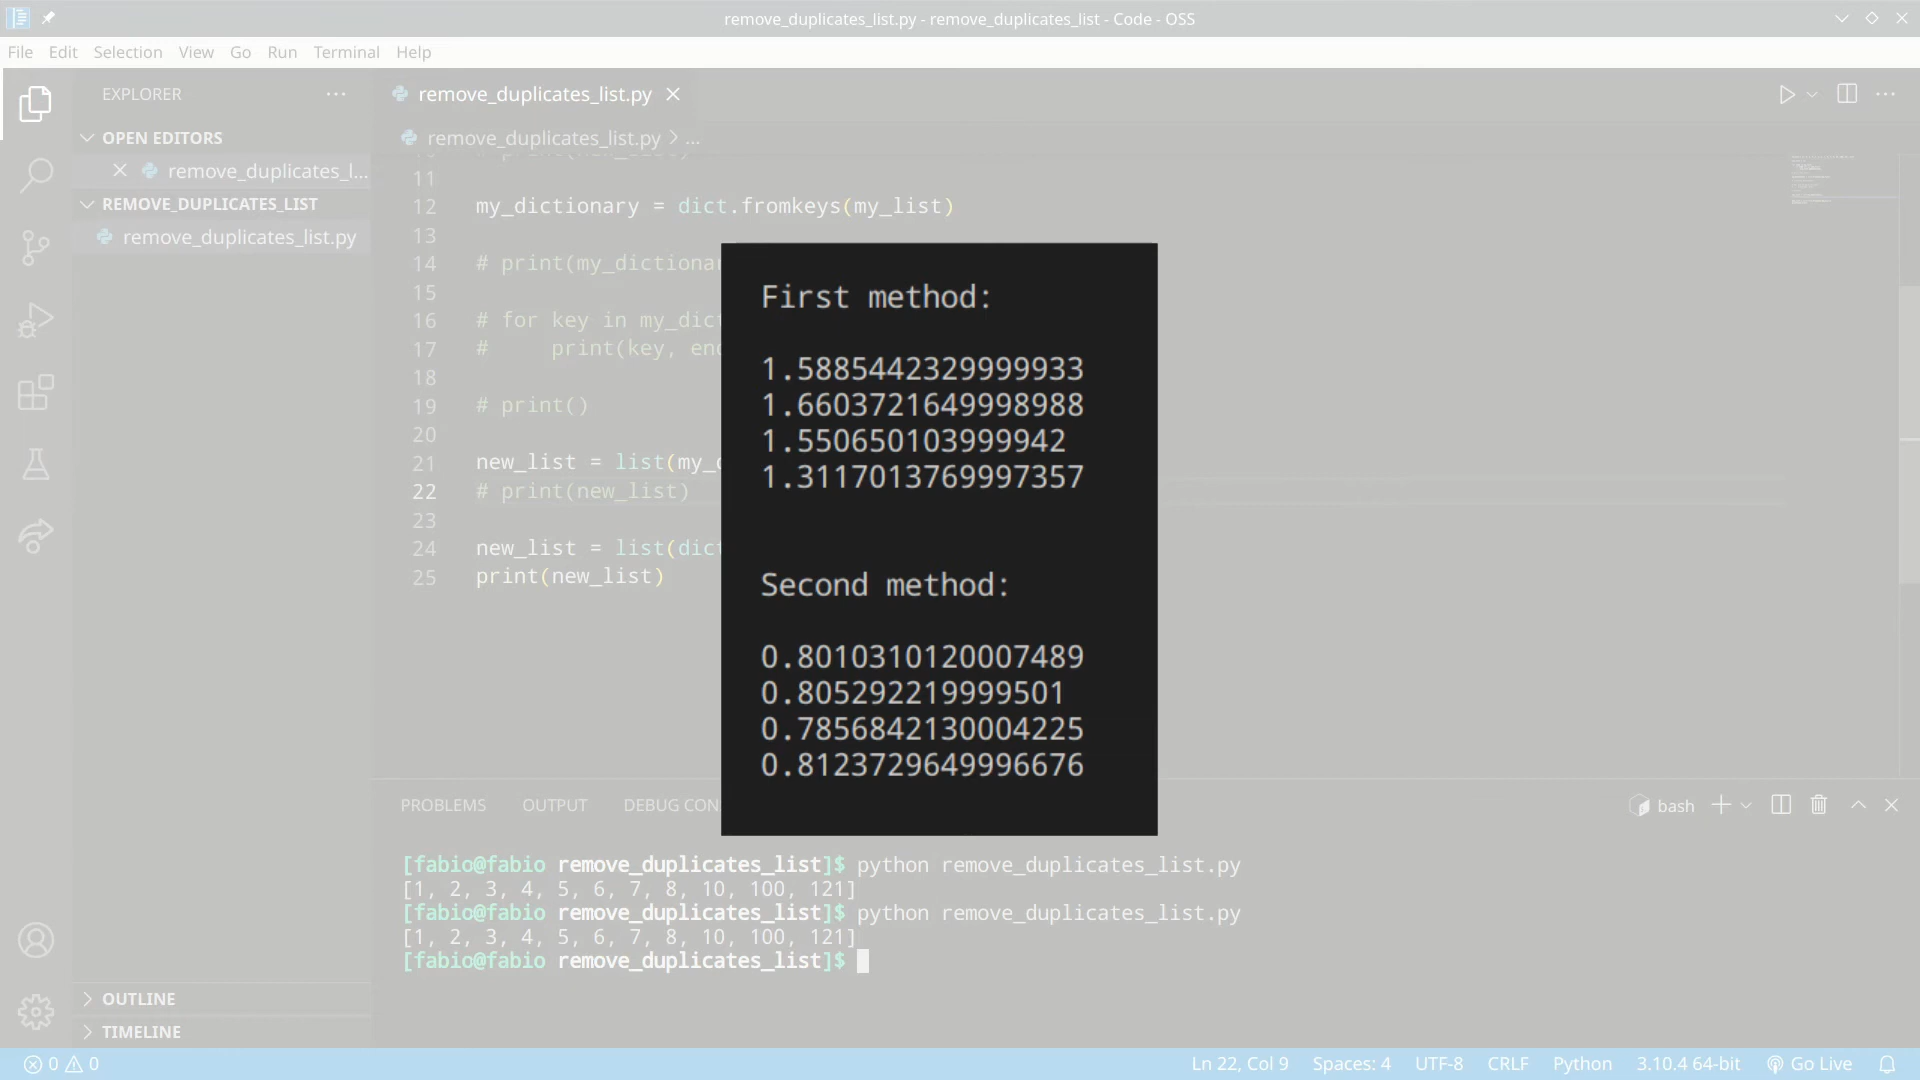 remove_duplicates_list.py - remove_duplicates_list - Code - OSS
File Edit Selection View Go Run Terminal Help
EXPLORER
remove_duplicates_list.py
OPEN EDITORS
remove_duplicates_list.py > ...
remove_duplicates_l...
REMOVE_DUPLICATES_LIST
remove_duplicates_list.py
11
12 my_dictionary = dict.fromkeys(my_list)
13
14 # print(my_dictionar
15
16 # for key in my_dict
17 #     print(key, end
18
19 # print()
20
21 new_list = list(my_d
22 # print(new_list)
23
24 new_list = list(dict
25 print(new_list)
First method:
1.5885442329999933
1.6603721649998988
1.550650103999942
1.3117013769997357
Second method:
0.8010310120007489
0.805292219999501
0.7856842130004225
0.8123729649996676
PROBLEMS OUTPUT DEBUG CON
bash
[fabio@fabio remove_duplicates_list]$ python remove_duplicates_list.py
[1, 2, 3, 4, 5, 6, 7, 8, 10, 100, 121]
[fabio@fabio remove_duplicates_list]$ python remove_duplicates_list.py
[1, 2, 3, 4, 5, 6, 7, 8, 10, 100, 121]
[fabio@fabio remove_duplicates_list]$
OUTLINE
TIMELINE
0 0
Ln 22, Col 9 Spaces: 4 UTF-8 CRLF Python 3.10.4 64-bit Go Live